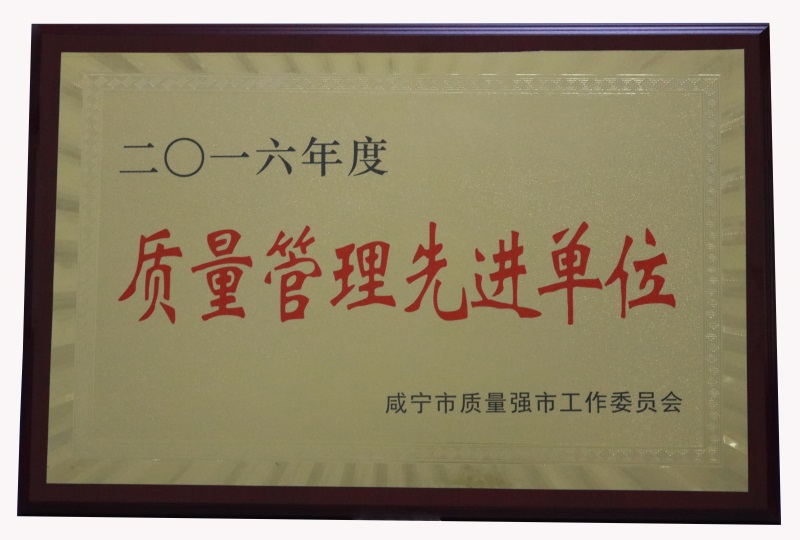 二〇一六年度
质量管理先进单位
咸宁市质量强市工作委员会